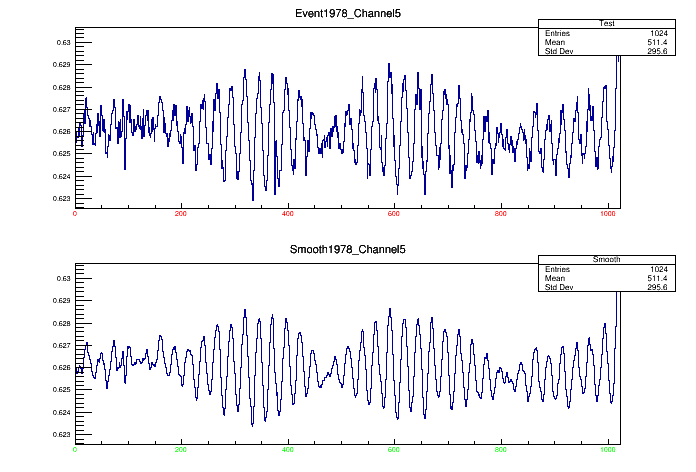 Event1978_Channel5
Test
Entries 1024
Mean 511.4
Std Dev 295.6
0.63
0.629
0.628
0.627
0.626
0.625
0.624
0.623
0 200 400 600 800 1000
Smooth1978_Channel5
Smooth
Entries 1024
Mean 511.4
Std Dev 295.6
0.63
0.629
0.628
0.627
0.626
0.625
0.624
0.623
0 200 400 600 800 1000